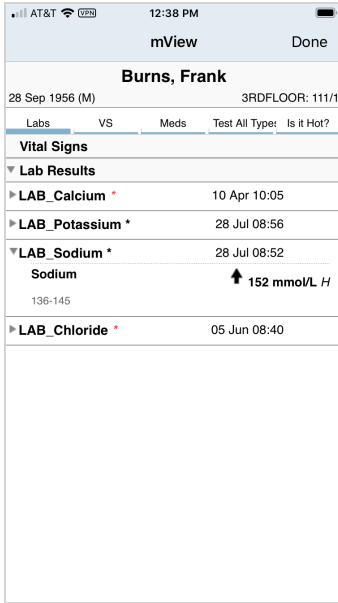 AT&T VPN 12:38 PM
mView Done
Burns, Frank
28 Sep 1956 (M) 3RDFLOOR: 111/1
Labs VS Meds Test All Types Is it Hot?
Vital Signs
Lab Results
LAB_Calcium * 10 Apr 10:05
LAB_Potassium * 28 Jul 08:56
LAB_Sodium * 28 Jul 08:52
Sodium 152 mmol/L H
136-145
LAB_Chloride * 05 Jun 08:40